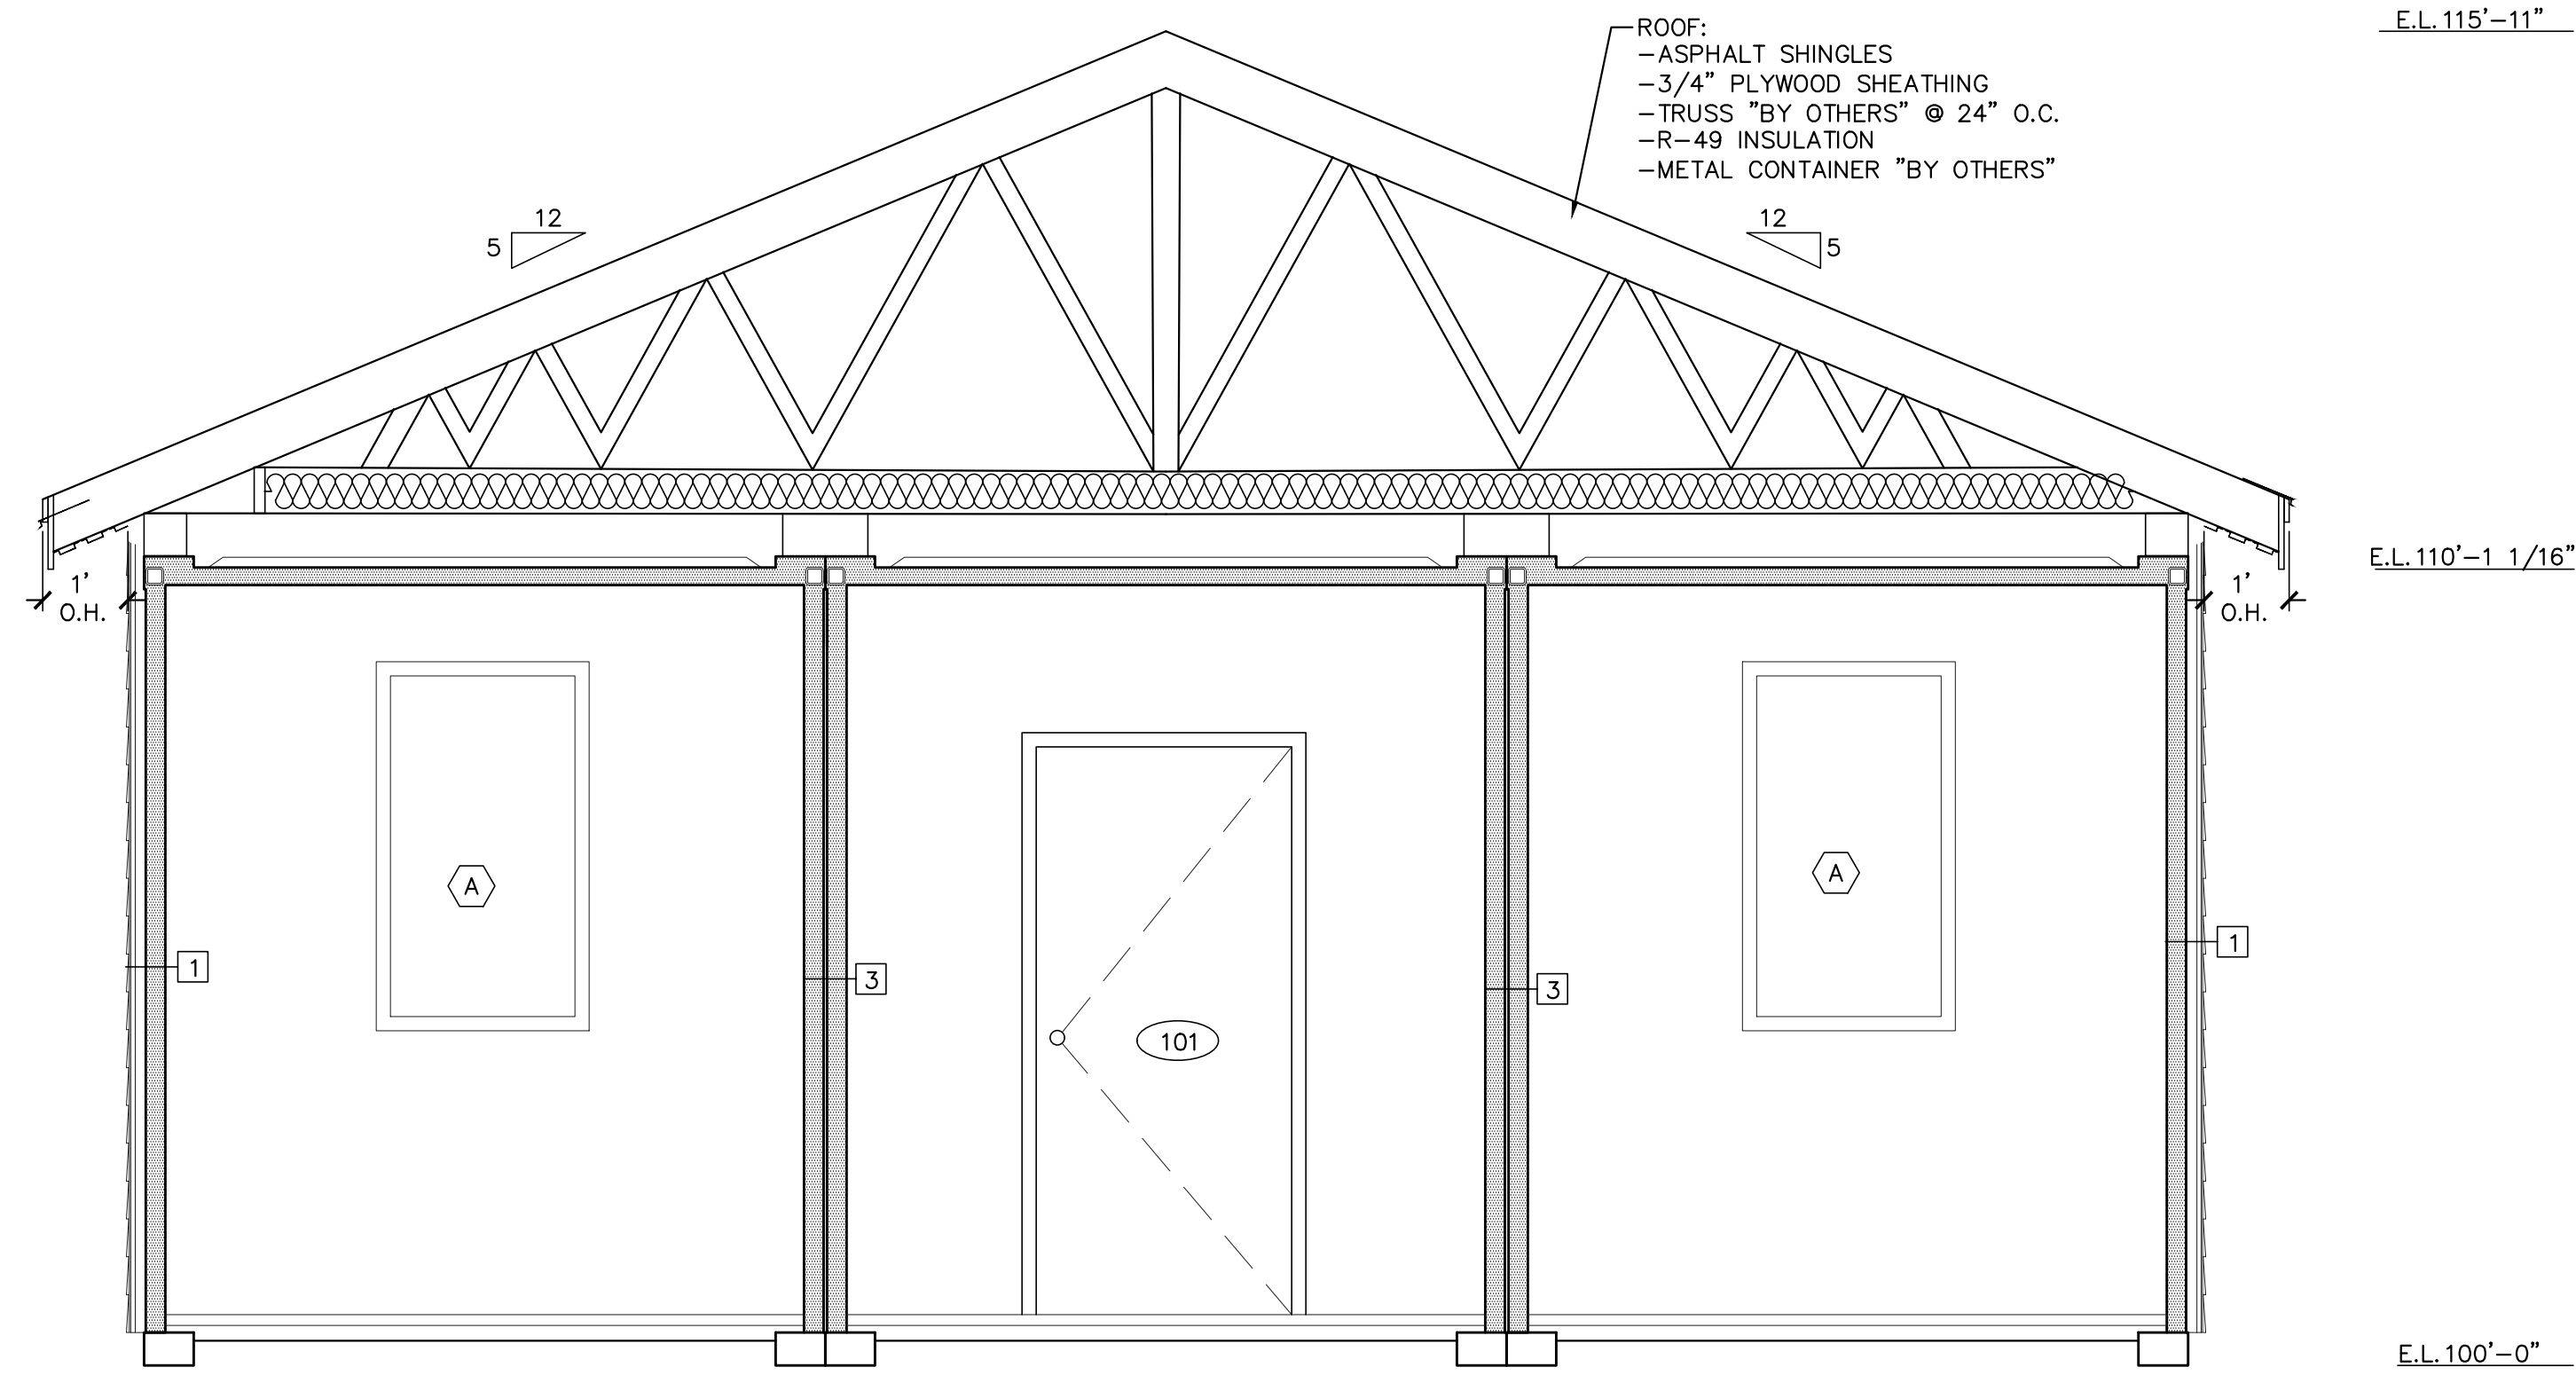 E.L. 115'-11"
ROOF:
-ASPHALT SHINGLES
-3/4" PLYWOOD SHEATHING
-TRUSS "BY OTHERS" @ 24" O.C.
-R-49 INSULATION
-METAL CONTAINER "BY OTHERS"
12
5
12
5
E.L. 110'-1 1/16"
1'
O.H.
1'
O.H.
A
A
1
3
3
1
101
E.L. 100'-0"